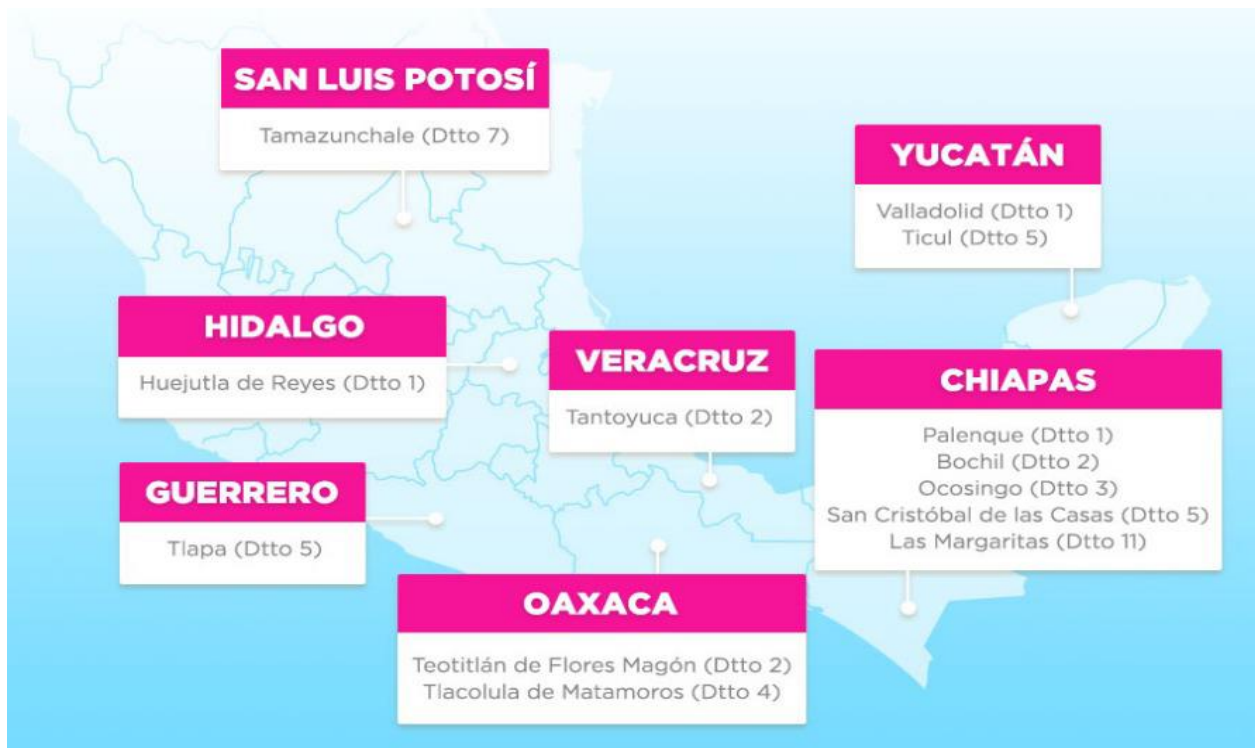 SAN LUIS POTOSÍ
Tamazunchale (Dtto 7)
YUCATÁN
Valladolid (Dtto 1)
Ticul (Dtto 5)
HIDALGO
Huejutla de Reyes (Dtto 1)
VERACRUZ
Tantoyuca (Dtto 2)
CHIAPAS
Palenque (Dtto 1)
Bochil (Dtto 2)
Ocosingo (Dtto 3)
San Cristóbal de las Casas (Dtto 5)
Las Margaritas (Dtto 11)
GUERRERO
Tlapa (Dtto 5)
OAXACA
Teotitlán de Flores Magón (Dtto 2)
Tlacolula de Matamoros (Dtto 4)